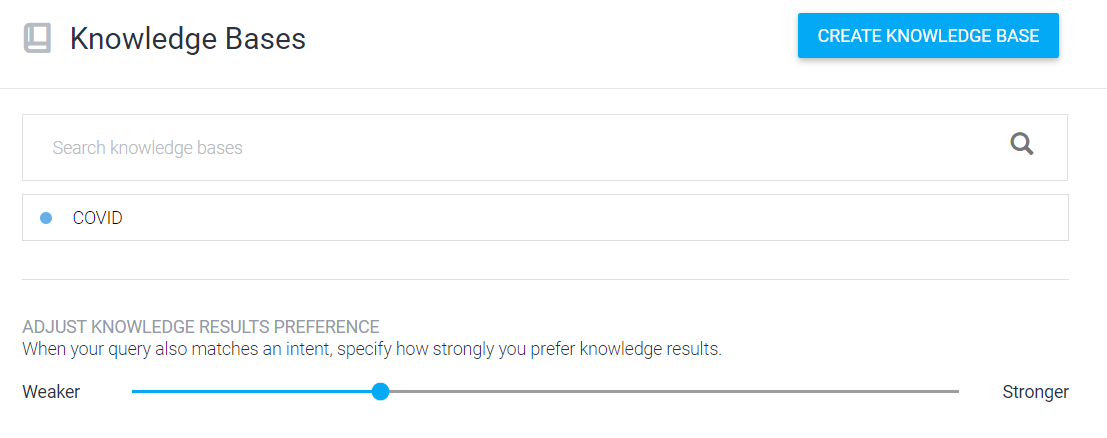 Knowledge Bases
CREATE KNOWLEDGE BASE
Search knowledge bases
COVID
ADJUST KNOWLEDGE RESULTS PREFERENCE
When your query also matches an intent, specify how strongly you prefer knowledge results.
Weaker
Stronger